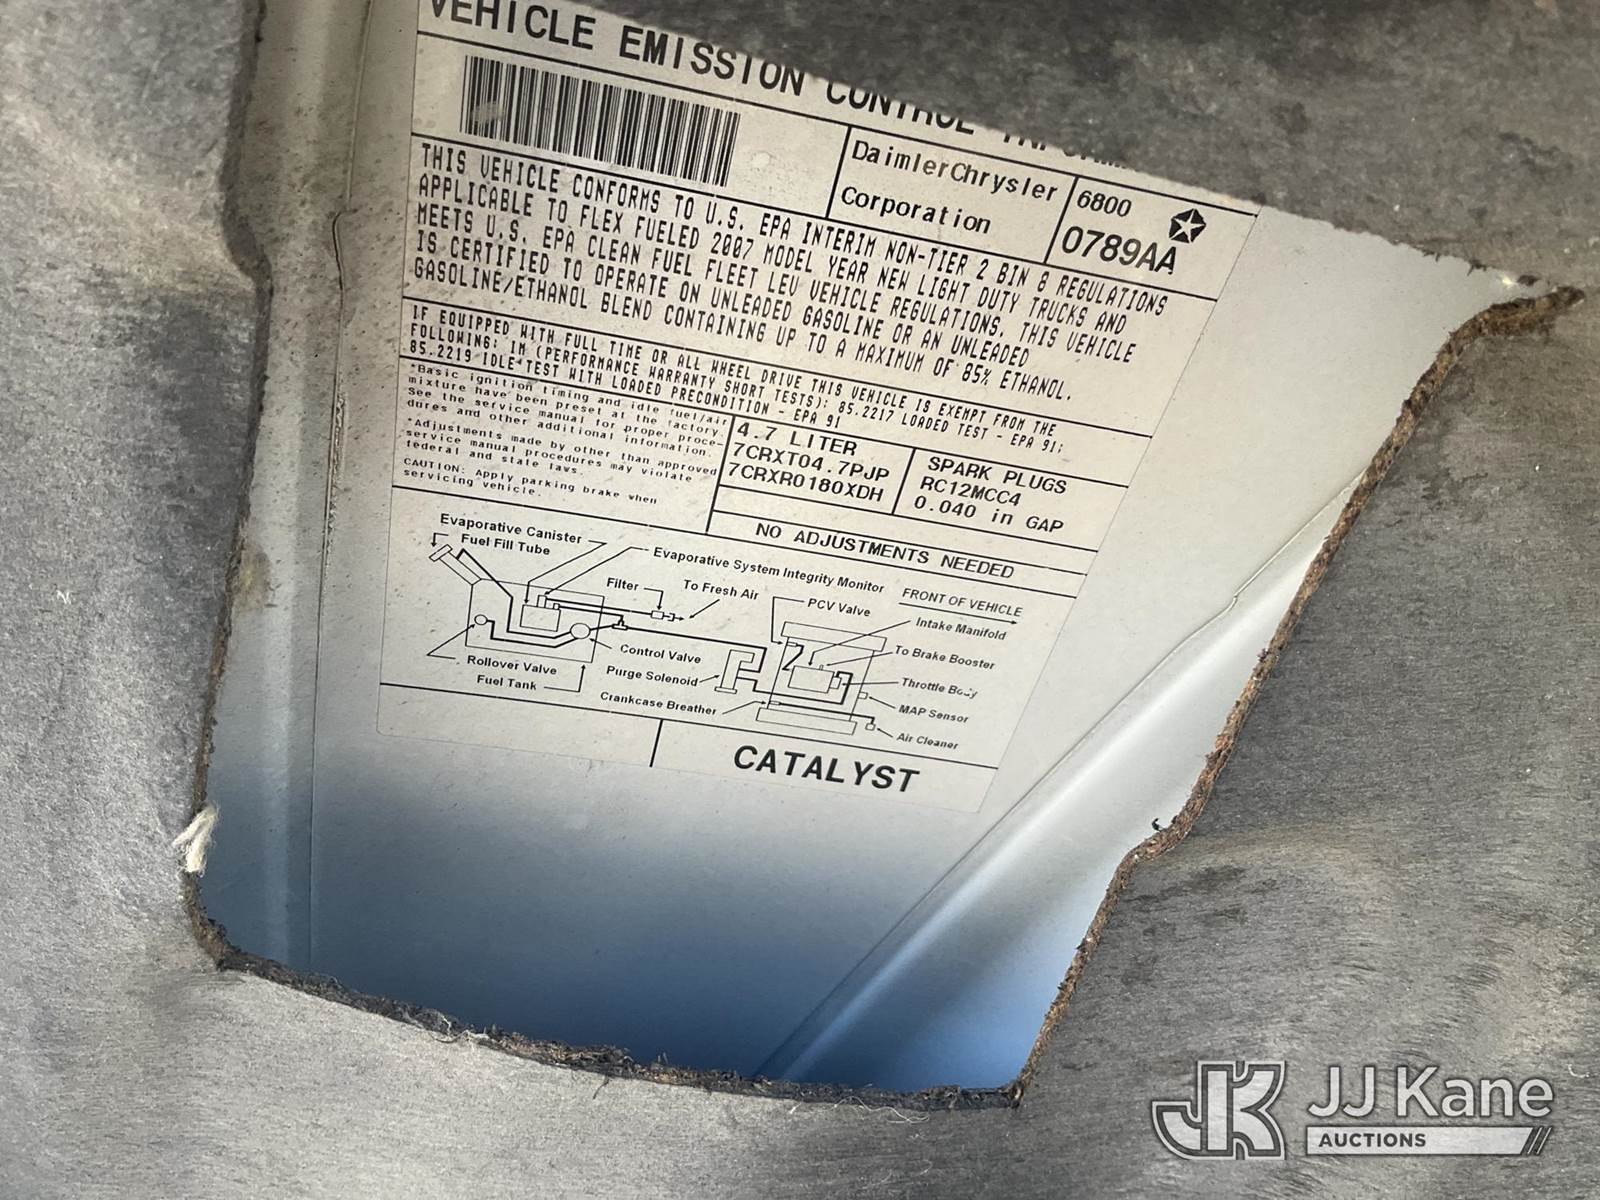 VEHICLE EMISSION CONTROL
DaimlerChrysler
Corporation
6800
0789AA
THIS VEHICLE CONFORMS TO U.S. EPA INTERIM NON-TIER 2 BIN 8 REGULATIONS
APPLICABLE TO FLEX FUELED 2007 MODEL YEAR NEW LIGHT DUTY TRUCKS AND
MEETS U.S. EPA CLEAN FUEL FLEET LEV VEHICLE REGULATIONS. THIS VEHICLE
IS CERTIFIED TO OPERATE ON UNLEADED GASOLINE OR AN UNLEADED
GASOLINE/ETHANOL BLEND CONTAINING UP TO A MAXIMUM OF 85% ETHANOL.
IF EQUIPPED WITH FULL TIME OR ALL WHEEL DRIVE THIS VEHICLE IS EXEMPT FROM THE
FOLLOWING: IM (PERFORMANCE WARRANTY SHORT TESTS): 85.2217 LOADED TEST - EPA 91;
85.2219 IDLE TEST WITH LOADED PRECONDITION - EPA 91
*Basic ignition timing and idle fuel/air
mixture have been preset at the factory.
See the service manual for proper proce-
dures and other additional information.
*Adjustments made by other than approved
service manual procedures may violate
federal and state laws.
CAUTION: Apply parking brake when
servicing vehicle.
4.7 LITER
7CRXT04.7PJP
7CRXR0180XDH
SPARK PLUGS
RC12MCC4
0.040 in GAP
NO ADJUSTMENTS NEEDED
Evaporative Canister
Fuel Fill Tube
Evaporative System Integrity Monitor
Filter
To Fresh Air
PCV Valve
FRONT OF VEHICLE
Intake Manifold
To Brake Booster
Throttle Body
MAP Sensor
Air Cleaner
Control Valve
Rollover Valve
Purge Solenoid
Fuel Tank
Crankcase Breather
CATALYST
JK
JJ Kane
AUCTIONS